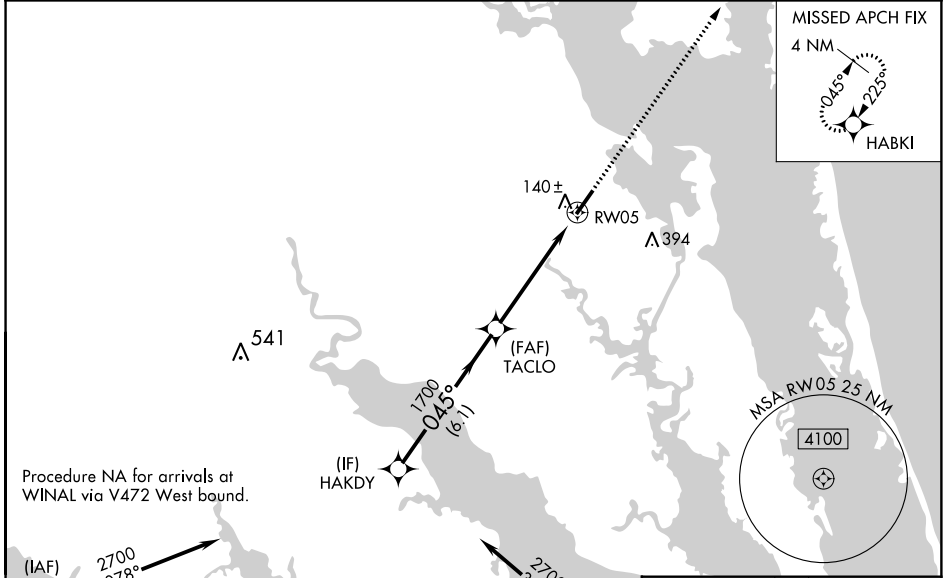 MISSED APCH FIX
4 NM
045°
225°
HABKI
140±
RW05
394
541
(FAF)
TACLO
1700
045°
(6.1)
MSA RW05 25 NM
4100
(IF)
HAKDY
Procedure NA for arrivals at
WINAL via V472 West bound.
(IAF)
2700
078°
2700